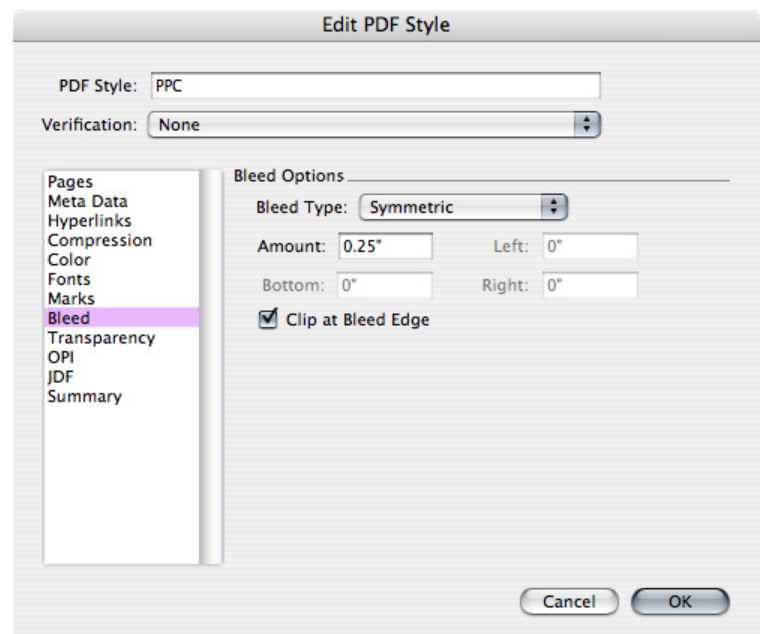 Edit PDF Style
PDF Style: PPC
Verification: None
Pages
Meta Data
Hyperlinks
Compression
Color
Fonts
Marks
Bleed
Transparency
OPI
JDF
Summary
Bleed Options
Bleed Type: Symmetric
Amount: 0.25" Left: 0"
Bottom: 0" Right: 0"
Clip at Bleed Edge
Cancel OK